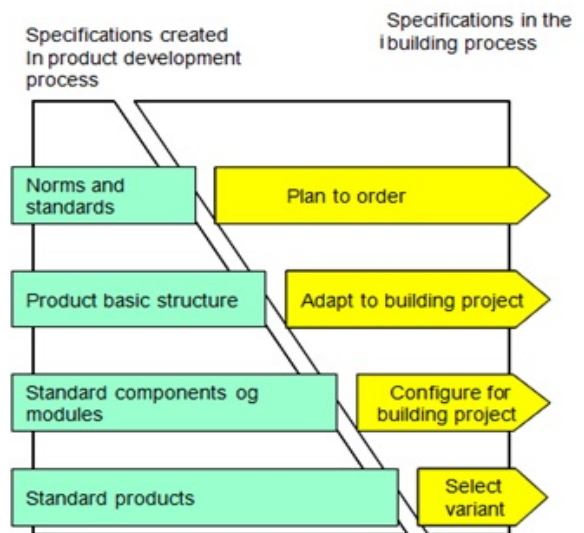 Specifications created
In product development
process
Specifications in the
i building process
Norms and
standards
Plan to order
Product basic structure
Adapt to building project
Standard components og
modules
Configure for
building project
Standard products
Select
variant